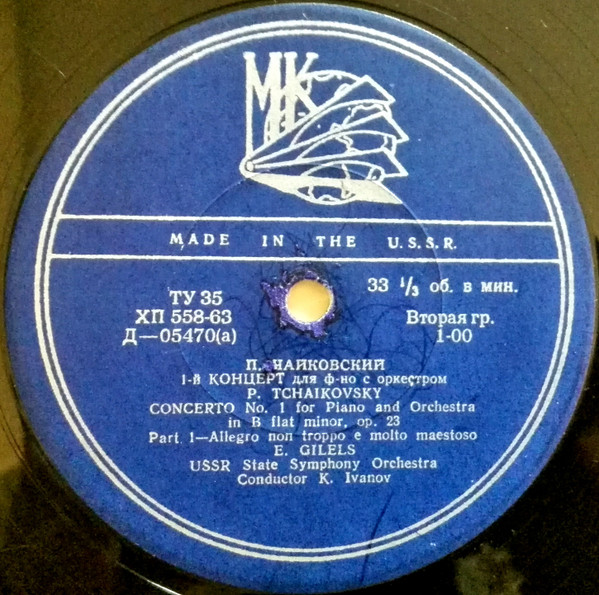 МК
MADE IN THE U.S.S.R.
ТУ 35
ХП 558-63
Д—05470(а)
33 1/3 об. в мин.
Вторая гр.
1-00
П. ЧАЙКОВСКИЙ
1-й КОНЦЕРТ для ф-но с оркестром
P. TCHAIKOVSKY
CONCERTO No. 1 for Piano and Orchestra
in B flat minor, op. 23
Part 1—Allegro non troppo e molto maestoso
E. GILELS
USSR State Symphony Orchestra
Conductor K. Ivanov